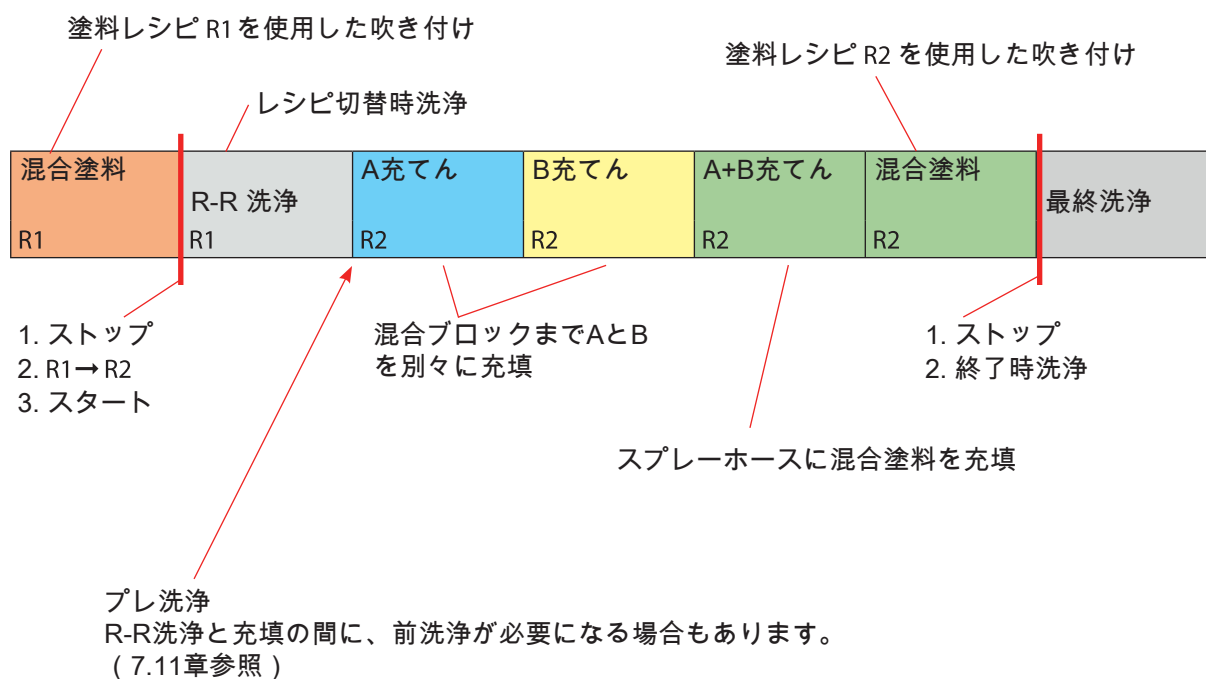 塗料レシピ R1 を使用した吹き付け
塗料レシピ R2 を使用した吹き付け
レシピ切替時洗浄
混合塗料
R1
R-R 洗浄
R1
A充てん
R2
B充てん
R2
A+B充てん
R2
混合塗料
R2
最終洗浄
1. ストップ
2. R1→R2
3. スタート
混合ブロックまでAとB
を別々に充填
1. ストップ
2. 終了時洗浄
スプレーホースに混合塗料を充填
プレ洗浄
R-R洗浄と充填の間に、前洗浄が必要になる場合もあります。
( 7.11章参照 )